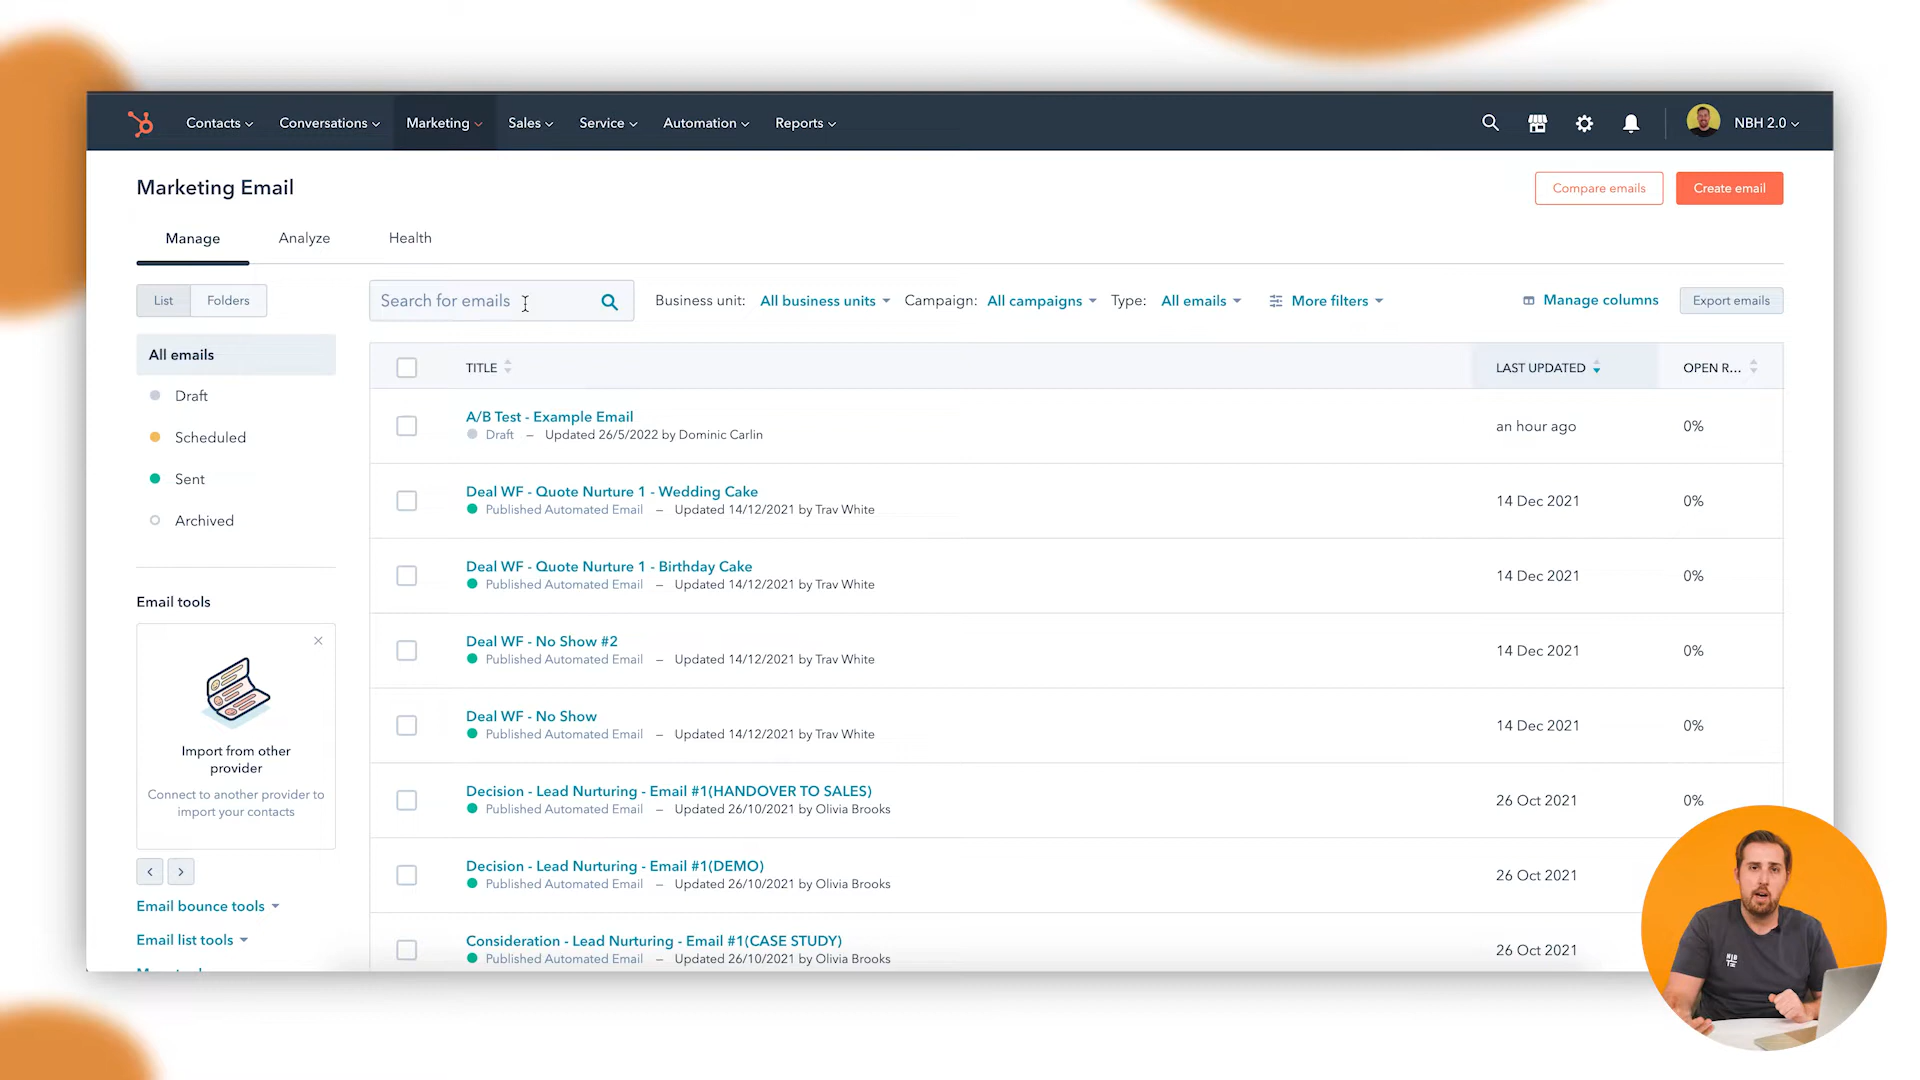 Contacts Conversations Marketing Sales Service Automation Reports NBH 2.0
Marketing Email
Compare emails Create email
Manage Analyze Health
List Folders
Search for emails Business unit: All business units Campaign: All campaigns Type: All emails More filters Manage columns Export emails
All emails
Draft
Scheduled
Sent
Archived
Email tools
Import from other
provider
Connect to another provider to
import your contacts
Email bounce tools
Email list tools
TITLE LAST UPDATED OPEN R...
A/B Test - Example Email
Draft – Updated 26/5/2022 by Dominic Carlin
an hour ago 0%
Deal WF - Quote Nurture 1 - Wedding Cake
Published Automated Email – Updated 14/12/2021 by Trav White
14 Dec 2021 0%
Deal WF - Quote Nurture 1 - Birthday Cake
Published Automated Email – Updated 14/12/2021 by Trav White
14 Dec 2021 0%
Deal WF - No Show #2
Published Automated Email – Updated 14/12/2021 by Trav White
14 Dec 2021 0%
Deal WF - No Show
Published Automated Email – Updated 14/12/2021 by Trav White
14 Dec 2021 0%
Decision - Lead Nurturing - Email #1(HANDOVER TO SALES)
Published Automated Email – Updated 26/10/2021 by Olivia Brooks
26 Oct 2021 0%
Decision - Lead Nurturing - Email #1(DEMO)
Published Automated Email – Updated 26/10/2021 by Olivia Brooks
26 Oct 2021
Consideration - Lead Nurturing - Email #1(CASE STUDY)
Published Automated Email – Updated 26/10/2021 by Olivia Brooks
26 Oct 2021